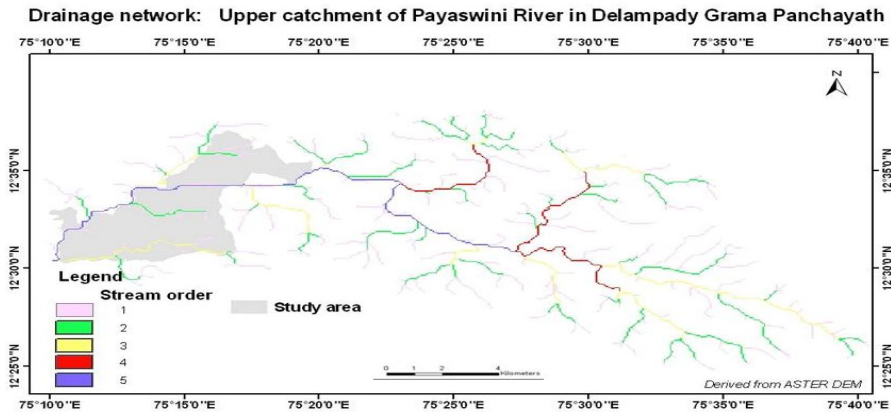 Drainage network: Upper catchment of Payaswini River in Delampady Grama Panchayath
75°10'0"E 75°15'0"E 75°20'0"E 75°25'0"E 75°30'0"E 75°35'0"E 75°40'0"E
N
12°35'0"N 12°35'0"N
12°30'0"N 12°30'0"N
Legend
Stream order
1
2
3
4
5
Study area
12°25'0"N 12°25'0"N
0 1 2 4
Kilometers
Derived from ASTER DEM
75°10'0"E 75°15'0"E 75°20'0"E 75°25'0"E 75°30'0"E 75°35'0"E 75°40'0"E